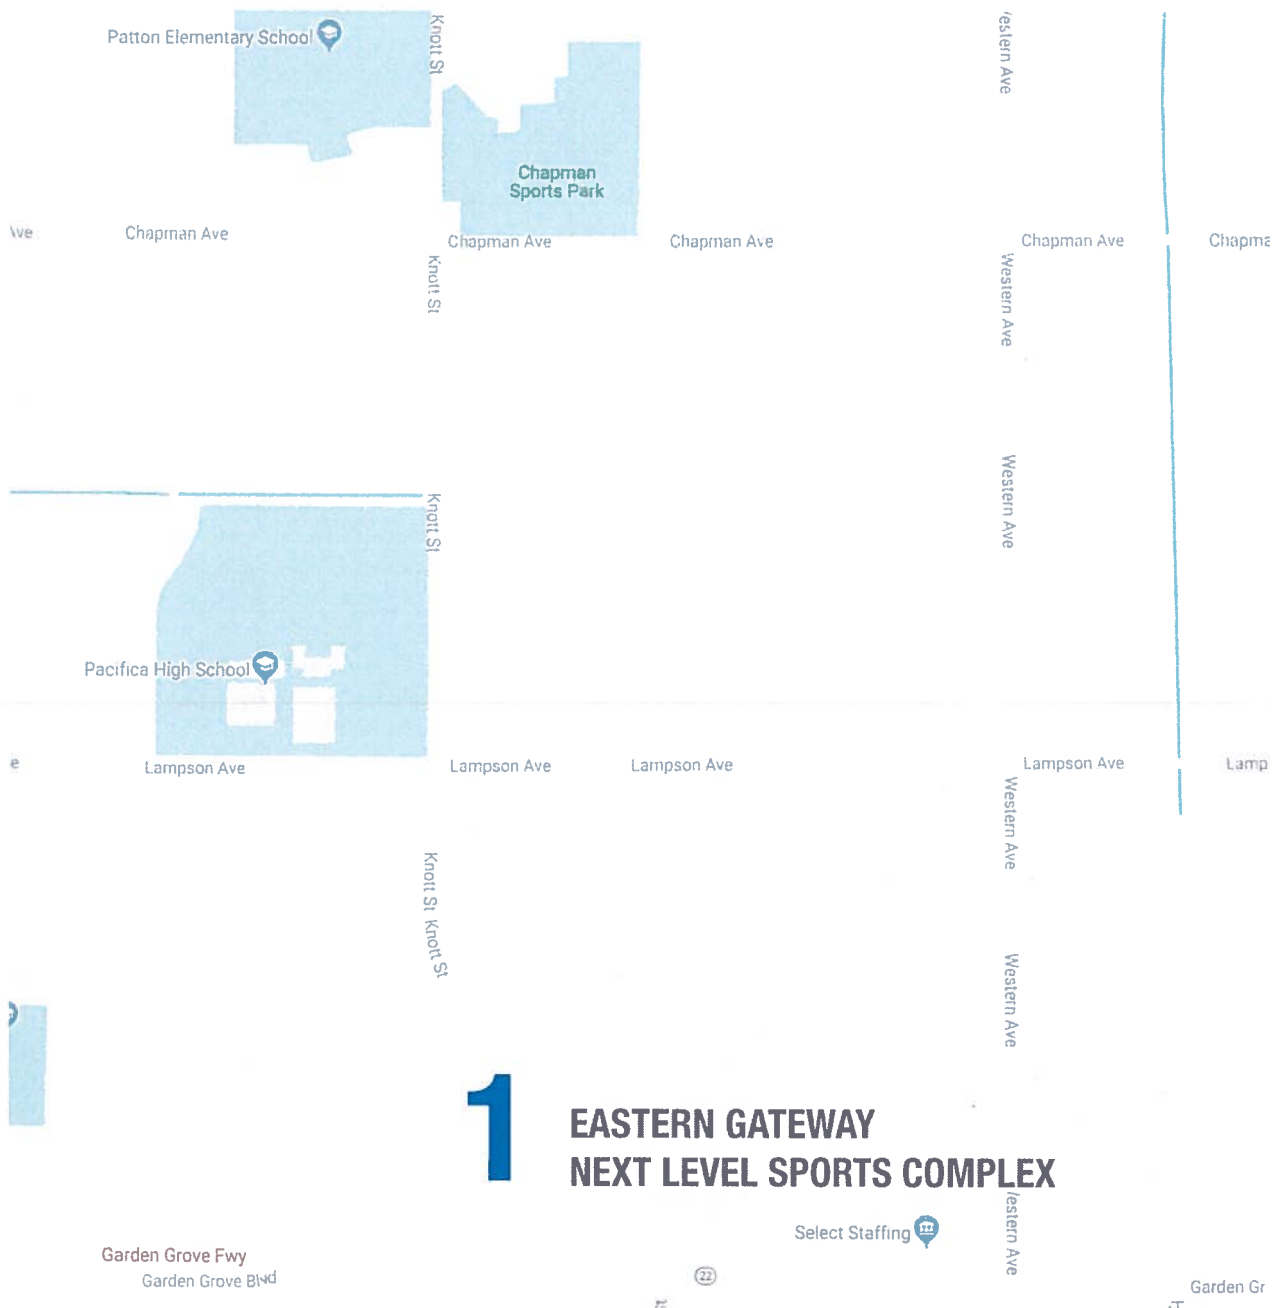 Patton Elementary School
Knott St
Western Ave
Chapman
Sports Park
Chapman Ave
Chapman Ave
Chapman Ave
Chapman Ave
Knott St
Western Ave
Western Ave
Knott St
Pacifica High School
Lampson Ave
Lampson Ave
Lampson Ave
Lampson Ave
Western Ave
Knott St
Knott St
Western Ave
1
EASTERN GATEWAY
NEXT LEVEL SPORTS COMPLEX
Select Staffing
Garden Grove Fwy
Garden Grove Blvd
22
Garden Gr